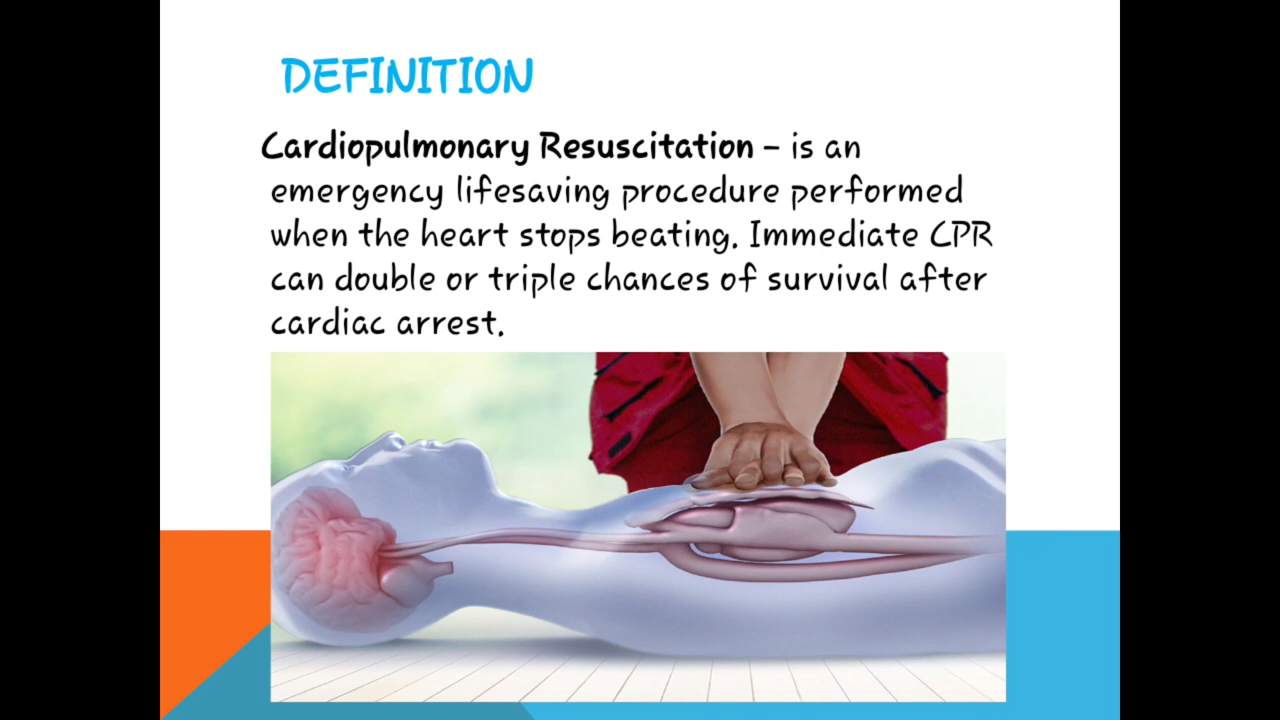 DEFINITION
Cardiopulmonary Resuscitation – is an
emergency lifesaving procedure performed
when the heart stops beating. Immediate CPR
can double or triple chances of survival after
cardiac arrest.